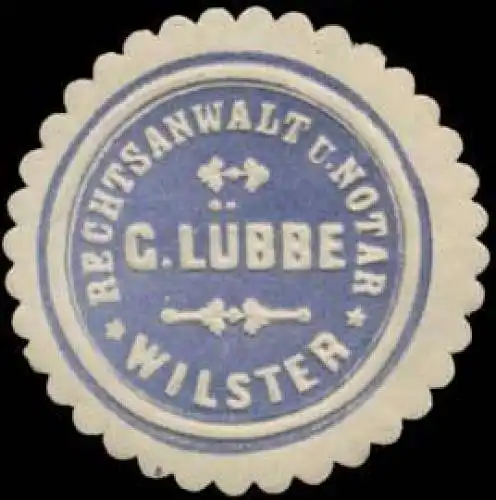 RECHTSANWALT U. NOTAR
C. LÜBBE
* WILSTER *